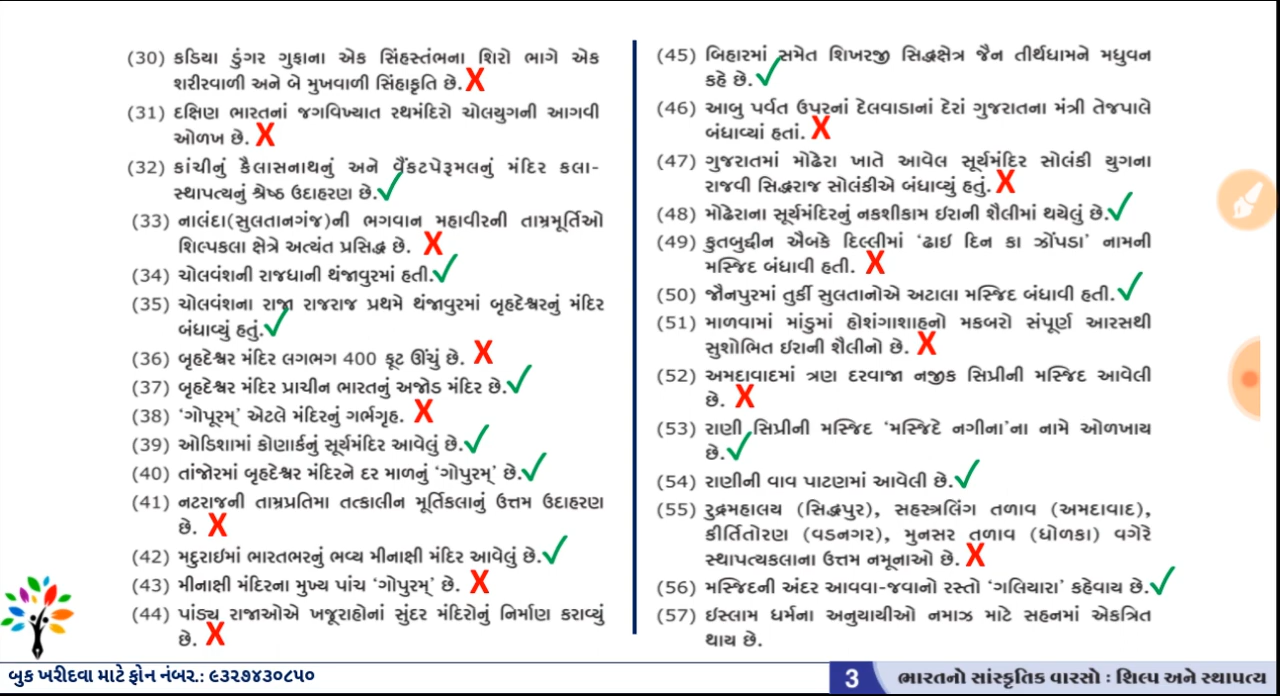 (30) કડિયા ડુંગર ગુફાના એક સિંહસ્તંભના શિરો ભાગે એક
શરીરવાળી અને બે મુખવાળી સિંહાકૃતિ છે. X
(31) દક્ષિણ ભારતનાં જગવિખ્યાત રથમંદિરો ચોલયુગની આગવી
ઓળખ છે. X
(32) કાંચીનું કૈલાસનાથનું અને વૈંકટપેરૂમલનું મંદિર કલા-
સ્થાપત્યનું શ્રેષ્ઠ ઉદાહરણ છે. ✓
(33) નાલંદા(સુલતાનગંજ)ની ભગવાન મહાવીરની તામ્રમૂર્તિઓ
શિલ્પકલા ક્ષેત્રે અત્યંત પ્રસિદ્ધ છે. X
(34) ચોલવંશની રાજધાની થંજાવુરમાં હતી. ✓
(35) ચોલવંશના રાજા રાજરાજ પ્રથમે થંજાવુરમાં બૃહદેશ્વરનું મંદિર
બંધાવ્યું હતું. ✓
(36) બૃહદેશ્વર મંદિર લગભગ 400 ફૂટ ઊંચું છે. X
(37) બૃહદેશ્વર મંદિર પ્રાચીન ભારતનું અજોડ મંદિર છે. ✓
(38) ‘ગોપૂરમ્’ એટલે મંદિરનું ગર્ભગૃહ. X
(39) ઓડિશામાં કોણાર્કનું સૂર્યમંદિર આવેલું છે. ✓
(40) તાંજોરમાં બૃહદેશ્વર મંદિરને દર માળનું ‘ગોપુરમ્’ છે. ✓
(41) નટરાજની તામ્રપ્રતિમા તત્કાલીન મૂર્તિકલાનું ઉત્તમ ઉદાહરણ
છે. X
(42) મદુરાઈમાં ભારતભરનું ભવ્ય મીનાક્ષી મંદિર આવેલું છે. ✓
(43) મીનાક્ષી મંદિરના મુખ્ય પાંચ ‘ગોપુરમ્’ છે. X
(44) પાંડ્ય રાજાઓએ ખજૂરાહોનાં સુંદર મંદિરોનું નિર્માણ કરાવ્યું
છે. X
(45) બિહારમાં સમેત શિખરજી સિદ્ધક્ષેત્ર જૈન તીર્થધામને મધુવન
કહે છે. ✓
(46) આબુ પર્વત ઉપરનાં દેલવાડાનાં દેરાં ગુજરાતના મંત્રી તેજપાલે
બંધાવ્યાં હતાં. X
(47) ગુજરાતમાં મોઢેરા ખાતે આવેલ સૂર્યમંદિર સોલંકી યુગના
રાજવી સિદ્ધરાજ સોલંકીએ બંધાવ્યું હતું. X
(48) મોઢેરાના સૂર્યમંદિરનું નકશીકામ ઈરાની શૈલીમાં થયેલું છે. ✓
(49) કુતબુદ્દીન ઐબકે દિલ્લીમાં ‘ઢાઈ દિન કા ઝોંપડા’ નામની
મસ્જિદ બંધાવી હતી. X
(50) જૌનપુરમાં તુર્કી સુલતાનોએ અટાલા મસ્જિદ બંધાવી હતી. ✓
(51) માળવામાં માંડુમાં હોશંગાશાહનો મકબરો સંપૂર્ણ આરસથી
સુશોભિત ઈરાની શૈલીનો છે. X
(52) અમદાવાદમાં ત્રણ દરવાજા નજીક સિપ્રીની મસ્જિદ આવેલી
છે. X
(53) રાણી સિપ્રીની મસ્જિદ ‘મસ્જિદે નગીના’ના નામે ઓળખાય
છે. ✓
(54) રાણીની વાવ પાટણમાં આવેલી છે. ✓
(55) રુદ્રમહાલય (સિદ્ધપુર), સહસ્ત્રલિંગ તળાવ (અમદાવાદ),
કીર્તિતોરણ (વડનગર), મુનસર તળાવ (ધોળકા) વગેરે
સ્થાપત્યકલાના ઉત્તમ નમૂનાઓ છે. X
(56) મસ્જિદની અંદર આવવા-જવાનો રસ્તો ‘ગલિયારા’ કહેવાય છે. ✓
(57) ઈસ્લામ ધર્મના અનુયાયીઓ નમાઝ માટે સહનમાં એકત્રિત
થાય છે.
બુક ખરીદવા માટે ફોન નંબર.: ૯૩૨૭૪૩૦૮૫૦
3 ભારતનો સાંસ્કૃતિક વારસો : શિલ્પ અને સ્થાપત્ય